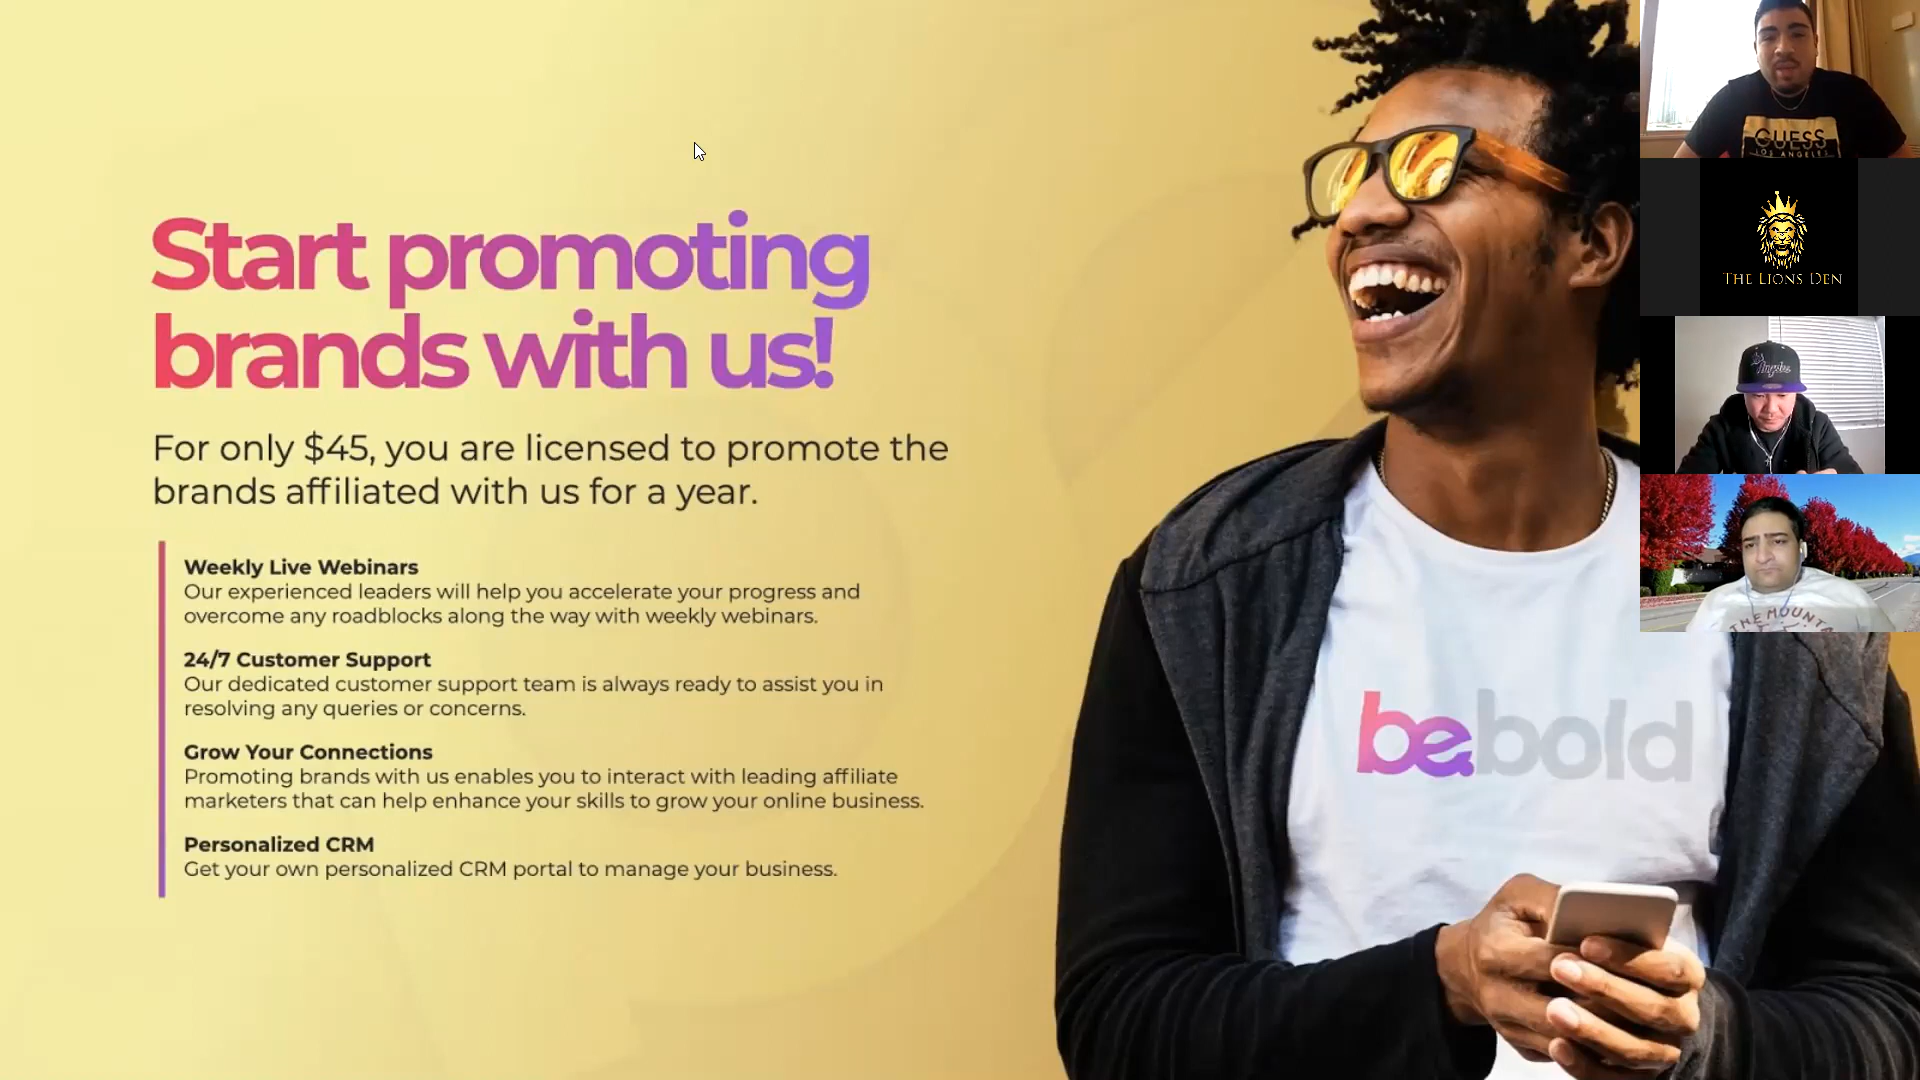 Start promoting
brands with us!
For only $45, you are licensed to promote the
brands affiliated with us for a year.
Weekly Live Webinars
Our experienced leaders will help you accelerate your progress and
overcome any roadblocks along the way with weekly webinars.
24/7 Customer Support
Our dedicated customer support team is always ready to assist you in
resolving any queries or concerns.
Grow Your Connections
Promoting brands with us enables you to interact with leading affiliate
marketers that can help enhance your skills to grow your online business.
Personalized CRM
Get your own personalized CRM portal to manage your business.
bebold
GUESS
LOS ANGELES
THE LIONS DEN
Angeles
THE MOUNTA